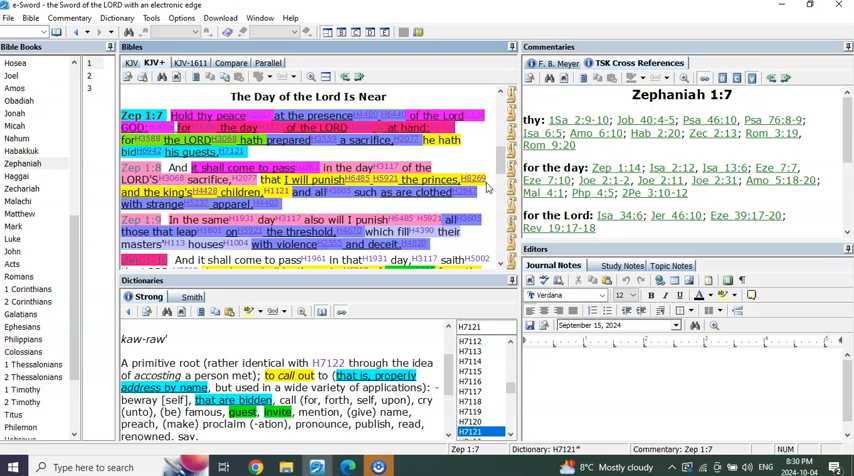 e-Sword - the Sword of the LORD with an electronic edge
File Bible Commentary Dictionary Tools Options Download Window Help
Bible Books
Hosea
Joel
Amos
Obadiah
Jonah
Micah
Nahum
Habakkuk
Zephaniah
Haggai
Zechariah
Malachi
Matthew
Mark
Luke
John
Acts
Romans
1 Corinthians
2 Corinthians
Galatians
Ephesians
Philippians
Colossians
1 Thessalonians
2 Thessalonians
1 Timothy
2 Timothy
Titus
Philemon
1
2
3
Bibles
KJV KJV+ KJV-1611 Compare Parallel
The Day of the Lord Is Near
Zep 1:7 Hold thy peace at the presence H6440 of the Lord
GOD: for the day of the LORD at hand:
for H3588 the LORD H3068 hath prepared a sacrifice, he hath
bid his guests. H7121
Zep 1:8 And it shall come to pass in the day H3117 of the
LORD'S H3068 sacrifice, H2077 that I will punish H6485 H5921 the princes, H8269
and the king's H4428 children, H1121 and all H3605 such as are clothed H3847
with strange H5237 apparel. H4403
Zep 1:9 In the same H1931 day H3117 also will I punish H6485 H5921 all H3605
those that leap H1801 on H5921 the threshold, H4670 which fill H4390 their
masters' H113 houses H1004 with violence H2555 and deceit. H4820
Zep 1:10 And it shall come to pass H1961 in that H1931 day, H3117 saith H5002
Dictionaries
Strong Smith
kaw-raw'
A primitive root (rather identical with H7122 through the idea
of accosting a person met); to call out to (that is, properly
address by name, but used in a wide variety of applications): -
bewray [self], that are bidden, call (for, forth, self, upon), cry
(unto), (be) famous, guest, invite, mention, (give) name,
preach, (make) proclaim (-ation), pronounce, publish, read,
renowned, say.
H7121
H7112
H7113
H7114
H7115
H7116
H7117
H7118
H7119
H7120
H7121
Commentaries
F. B. Meyer TSK Cross References
Zephaniah 1:7
thy: 1Sa 2:9-10; Job 40:4-5; Psa 46:10; Psa 76:8-9;
Isa 6:5; Amo 6:10; Hab 2:20; Zec 2:13; Rom 3:19;
Rom 9:20
for the day: Zep 1:14; Isa 2:12; Isa 13:6; Eze 7:7;
Eze 7:10; Joe 2:1-2; Joe 2:11; Joe 2:31; Amo 5:18-20;
Mal 4:1; Php 4:5; 2Pe 3:10-12
for the Lord: Isa 34:6; Jer 46:10; Eze 39:17-20;
Rev 19:17-18
Editors
Journal Notes Study Notes Topic Notes
Verdana 12 B I U A
September 15, 2024
Zep 1:7 Dictionary: H7121* Commentary: Zep 1:7 NUM
Type here to search
8°C Mostly cloudy
ENG
8:30 PM
2024-10-04